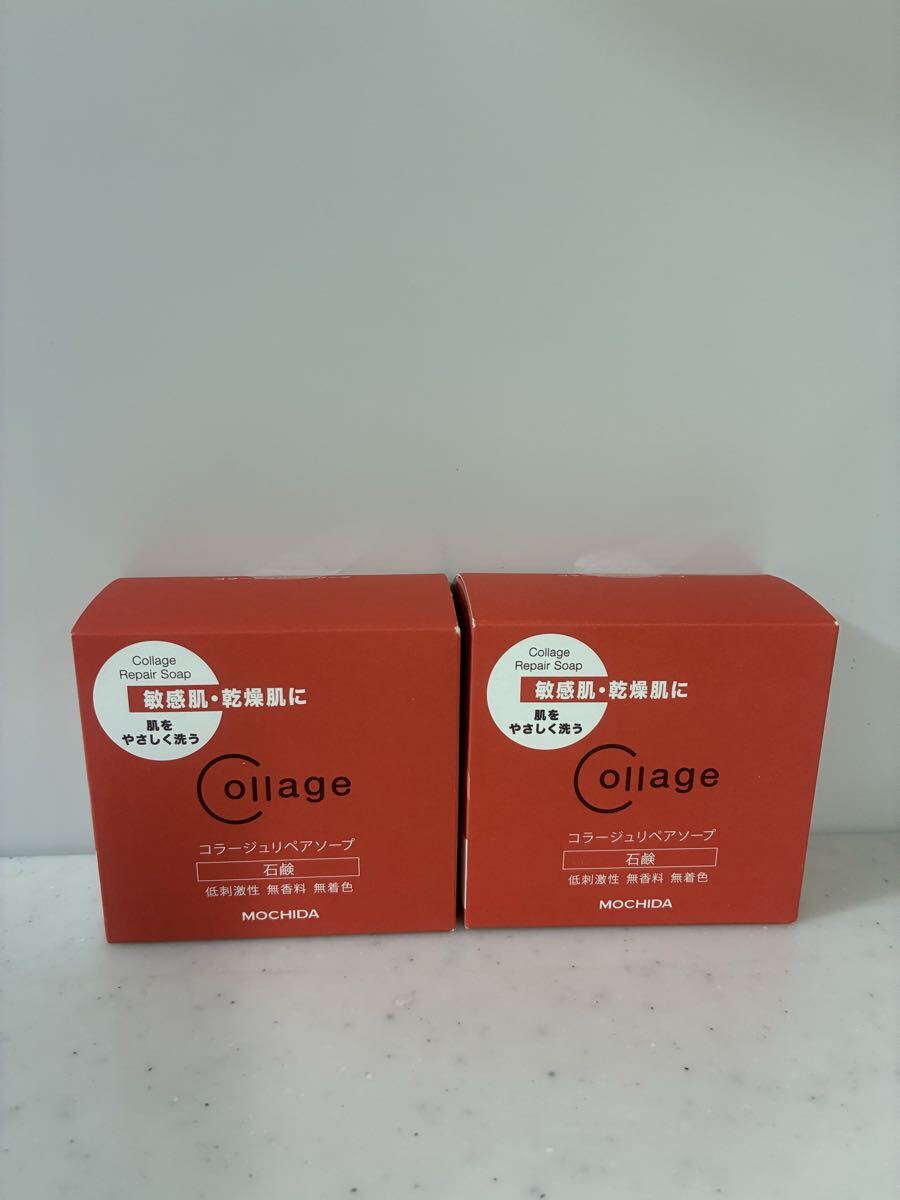 Collage
Repair Soap
敏感肌・乾燥肌に
肌を
やさしく洗う
Collage
コラージュリペアソープ
石鹸
低刺激性 無香料 無着色
MOCHIDA
Collage
Repair Soap
敏感肌・乾燥肌に
肌を
やさしく洗う
Collage
コラージュリペアソープ
石鹸
低刺激性 無香料 無着色
MOCHIDA